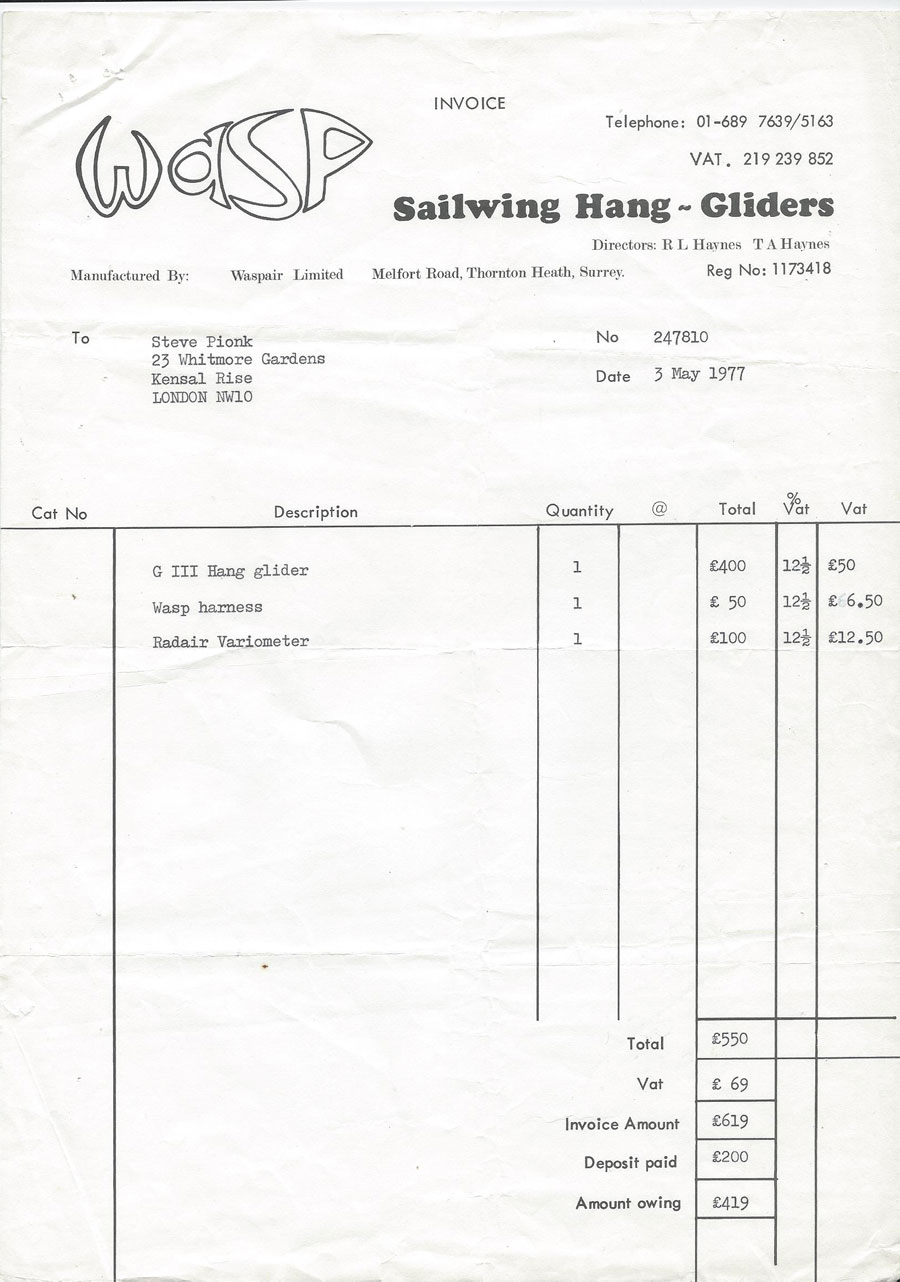 INVOICE
wasp
Telephone: 01-689 7639/5163
VAT. 219 239 852
Sailwing Hang~Gliders
Directors: R L Haynes T A Haynes
Manufactured By: Waspair Limited Melfort Road, Thornton Heath, Surrey. Reg No: 1173418
To Steve Pionk No 247810
23 Whitmore Gardens
Kensal Rise Date 3 May 1977
LONDON NW10
Cat No Description Quantity @ Total % Vat Vat
G III Hang glider 1 £400 12½ £50
Wasp harness 1 £ 50 12½ £6.50
Radair Variometer 1 £100 12½ £12.50
Total £550
Vat £ 69
Invoice Amount £619
Deposit paid £200
Amount owing £419